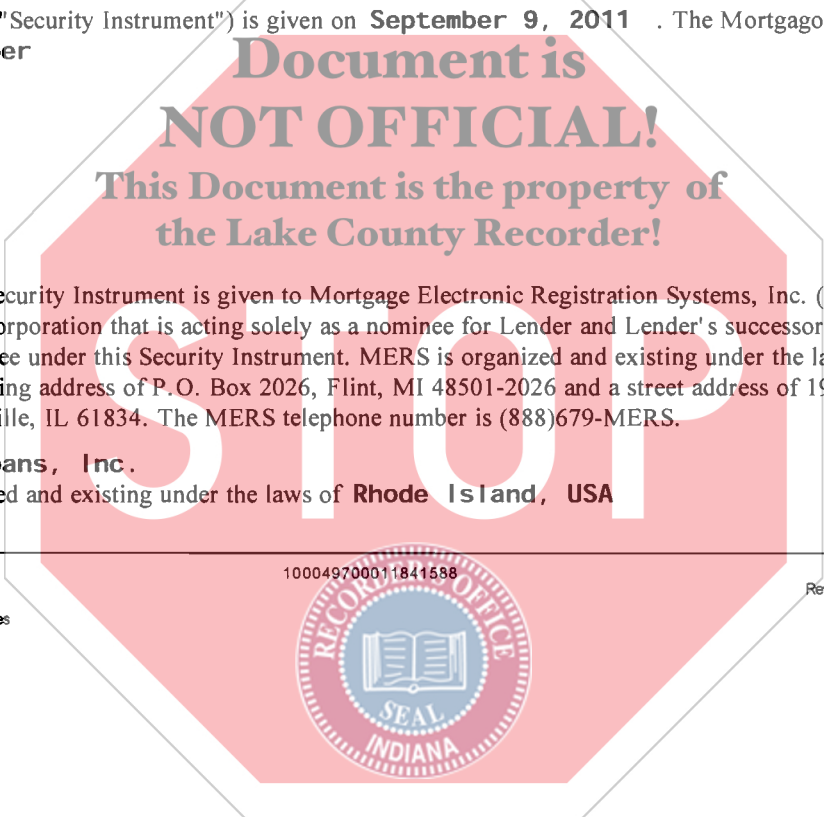 "Security Instrument") is given on September 9, 2011 . The Mortgago
er
Document is
NOT OFFICIAL!
This Document is the property of
the Lake County Recorder!
ecurity Instrument is given to Mortgage Electronic Registration Systems, Inc. (
orporation that is acting solely as a nominee for Lender and Lender's successor
ee under this Security Instrument. MERS is organized and existing under the la
ing address of P.O. Box 2026, Flint, MI 48501-2026 and a street address of 19
ille, IL 61834. The MERS telephone number is (888)679-MERS.
STOP
ans, Inc.
ed and existing under the laws of Rhode Island, USA
100049700011841588
Re
es
RECORDER'S OFFICE
SEAL
INDIANA